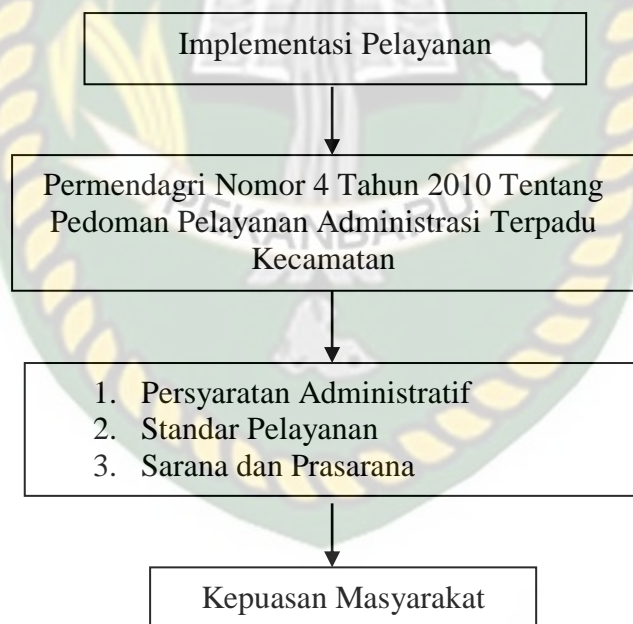 Implementasi Pelayanan
Permendagri Nomor 4 Tahun 2010 Tentang
Pedoman Pelayanan Administrasi Terpadu
Kecamatan
1. Persyaratan Administratif
2. Standar Pelayanan
3. Sarana dan Prasarana
Kepuasan Masyarakat